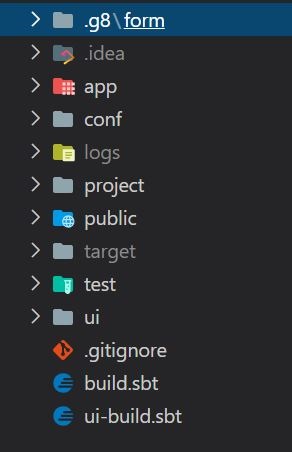 .g8\form
.idea
app
conf
logs
project
public
target
test
ui
.gitignore
build.sbt
ui-build.sbt